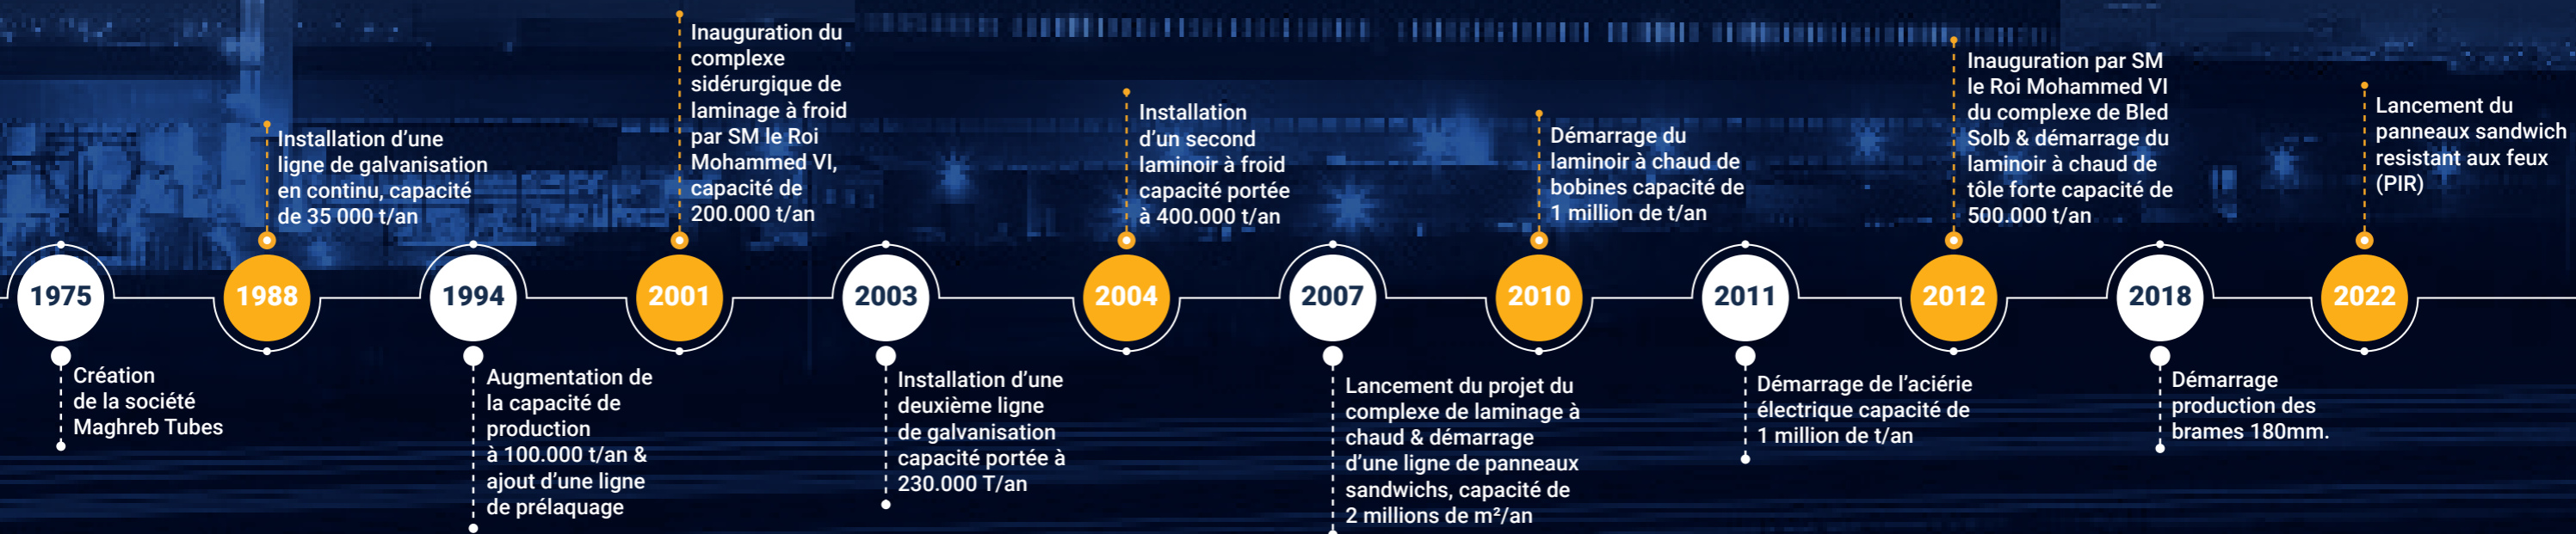 1975
Création
de la société
Maghreb Tubes
1988
Installation d’une
ligne de galvanisation
en continu, capacité
de 35 000 t/an
1994
Augmentation de
la capacité de
production
à 100.000 t/an &
ajout d’une ligne
de prélaquage
2001
Inauguration du
complexe
sidérurgique de
laminage à froid
par SM le Roi
Mohammed VI,
capacité de
200.000 t/an
2003
Installation d’une
deuxième ligne
de galvanisation
capacité portée à
230.000 T/an
2004
Installation
d’un second
laminoir à froid
capacité portée
à 400.000 t/an
2007
Lancement du projet du
complexe de laminage à
chaud & démarrage
d’une ligne de panneaux
sandwichs, capacité de
2 millions de m²/an
2010
Démarrage du
laminoir à chaud de
bobines capacité de
1 million de t/an
2011
Démarrage de l’aciérie
électrique capacité de
1 million de t/an
2012
Inauguration par SM
le Roi Mohammed VI
du complexe de Bled
Solb & démarrage du
laminoir à chaud de
tôle forte capacité de
500.000 t/an
2018
Démarrage
production des
brames 180mm.
2022
Lancement du
panneaux sandwich
resistant aux feux
(PIR)